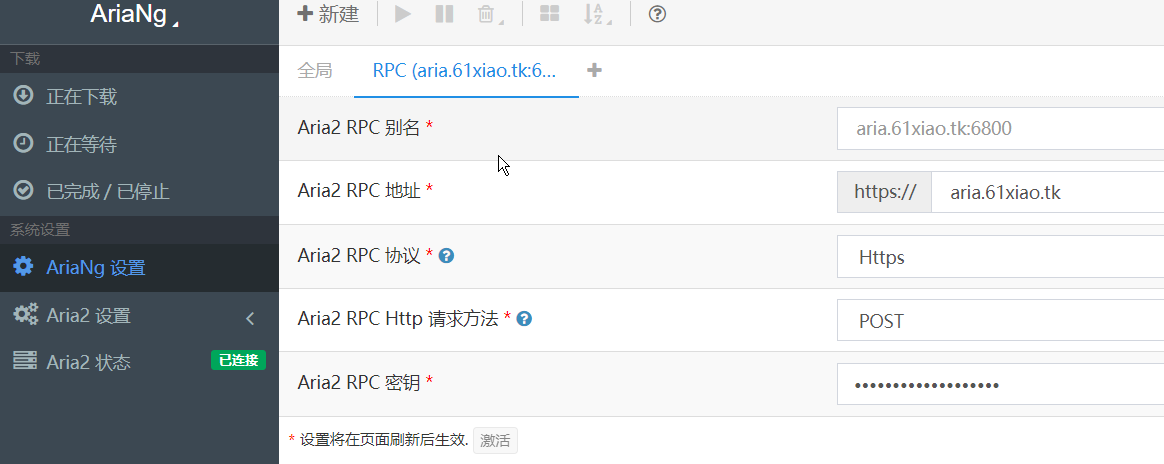 AriaNg
新建
下载
正在下载
正在等待
已完成 / 已停止
系统设置
AriaNg 设置
Aria2 设置
Aria2 状态 已连接
全局 RPC (aria.61xiao.tk:6...
Aria2 RPC 别名 * aria.61xiao.tk:6800
Aria2 RPC 地址 * https:// aria.61xiao.tk
Aria2 RPC 协议 * Https
Aria2 RPC Http 请求方法 * POST
Aria2 RPC 密钥 * •••••••••••••••••••
* 设置将在页面刷新后生效. 激活